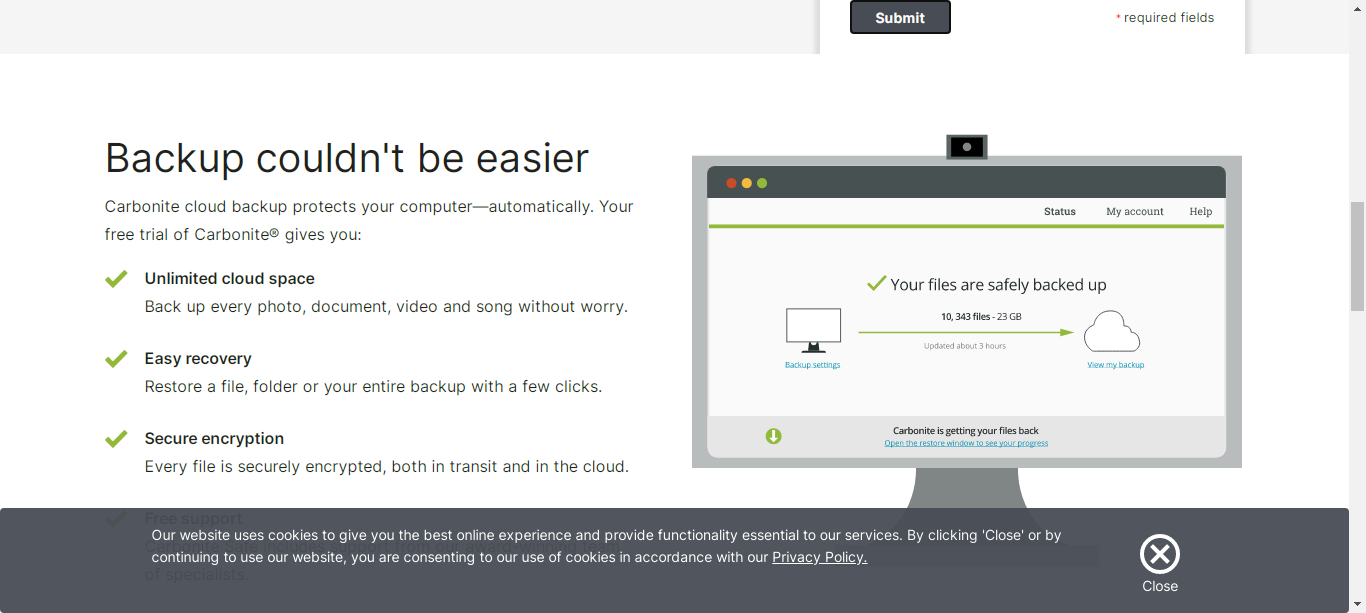 Submit
* required fields
Backup couldn't be easier
Carbonite cloud backup protects your computer—automatically. Your
free trial of Carbonite® gives you:
Unlimited cloud space
Back up every photo, document, video and song without worry.
Easy recovery
Restore a file, folder or your entire backup with a few clicks.
Secure encryption
Every file is securely encrypted, both in transit and in the cloud.
Free support
of specialists.
Status My account Help
Your files are safely backed up
10, 343 files - 23 GB
Updated about 3 hours
Backup settings
View my backup
Carbonite is getting your files back
Open the restore window to see your progress
Our website uses cookies to give you the best online experience and provide functionality essential to our services. By clicking 'Close' or by
continuing to use our website, you are consenting to our use of cookies in accordance with our Privacy Policy.
Close